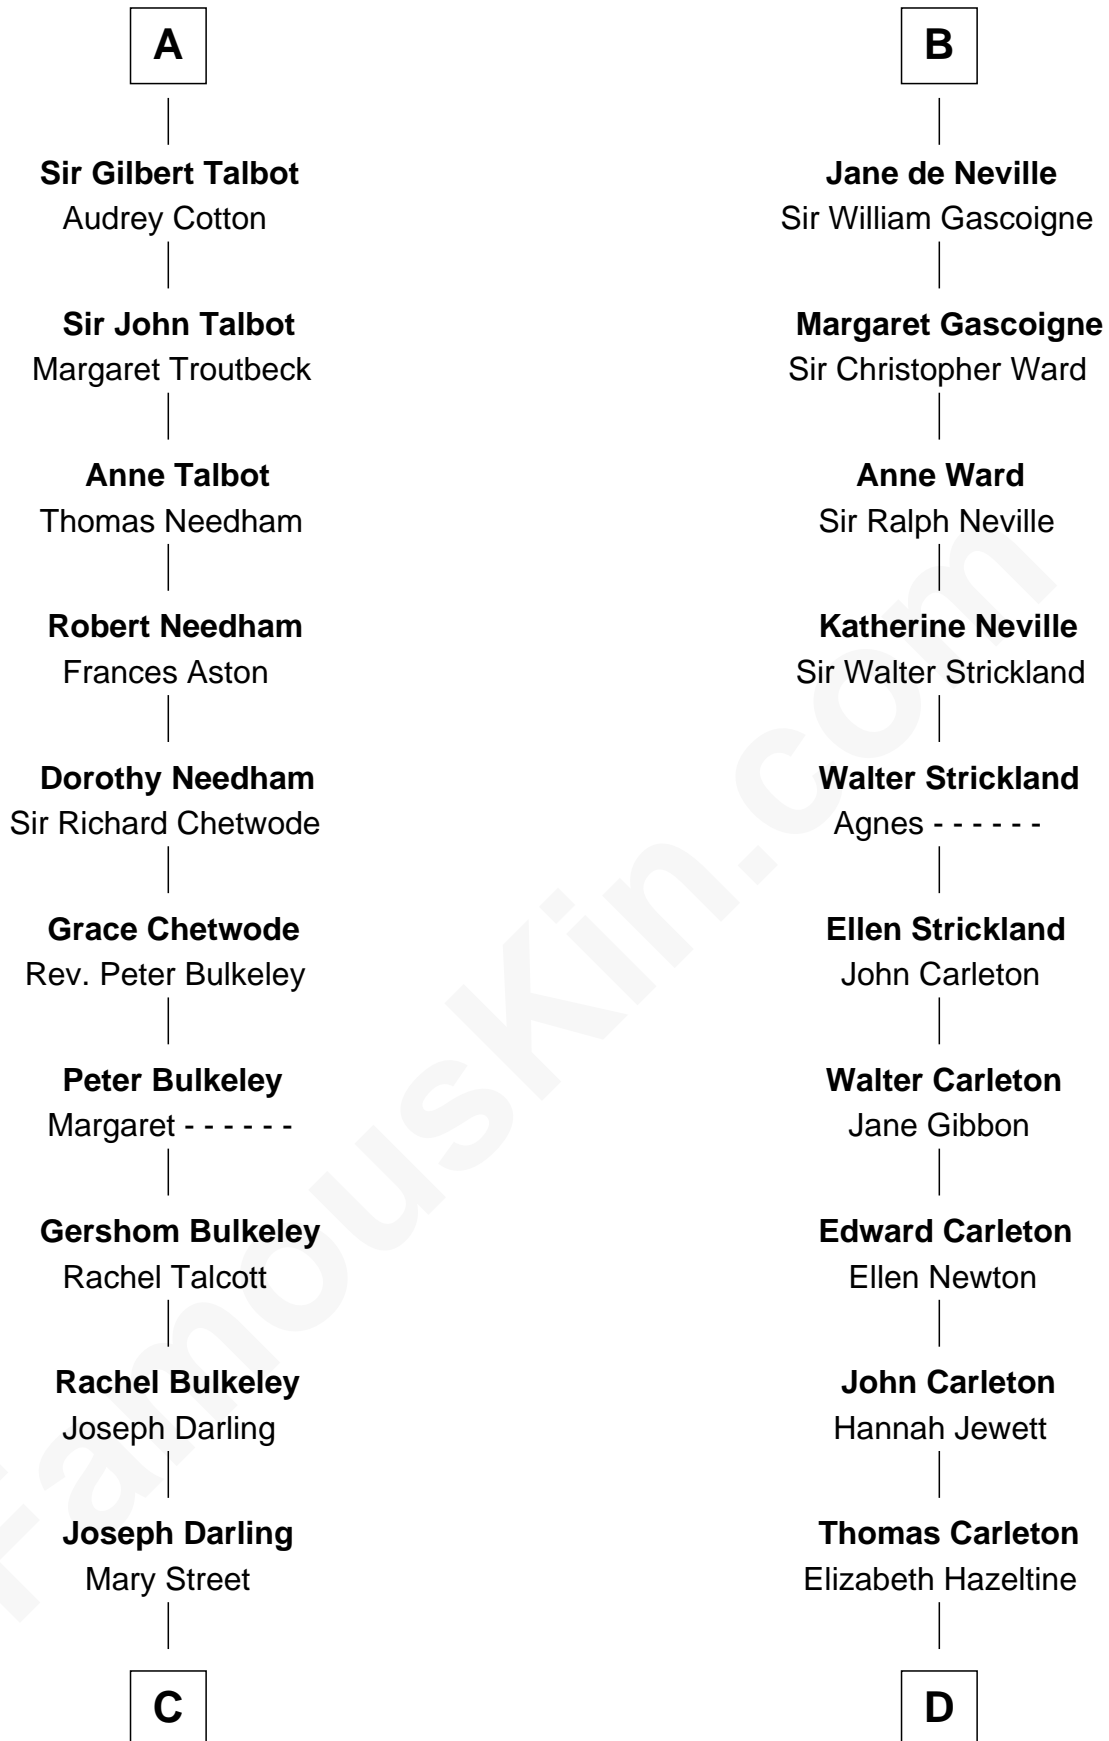 A
Sir Gilbert Talbot
Audrey Cotton
Sir John Talbot
Margaret Troutbeck
Anne Talbot
Thomas Needham
Robert Needham
Frances Aston
Dorothy Needham
Sir Richard Chetwode
Grace Chetwode
Rev. Peter Bulkeley
Peter Bulkeley
Margaret - - - - - -
Gershom Bulkeley
Rachel Talcott
Rachel Bulkeley
Joseph Darling
Joseph Darling
Mary Street
C
B
Jane de Neville
Sir William Gascoigne
Margaret Gascoigne
Sir Christopher Ward
Anne Ward
Sir Ralph Neville
Katherine Neville
Sir Walter Strickland
Walter Strickland
Agnes - - - - - -
Ellen Strickland
John Carleton
Walter Carleton
Jane Gibbon
Edward Carleton
Ellen Newton
John Carleton
Hannah Jewett
Thomas Carleton
Elizabeth Hazeltine
D
FamousKin.com